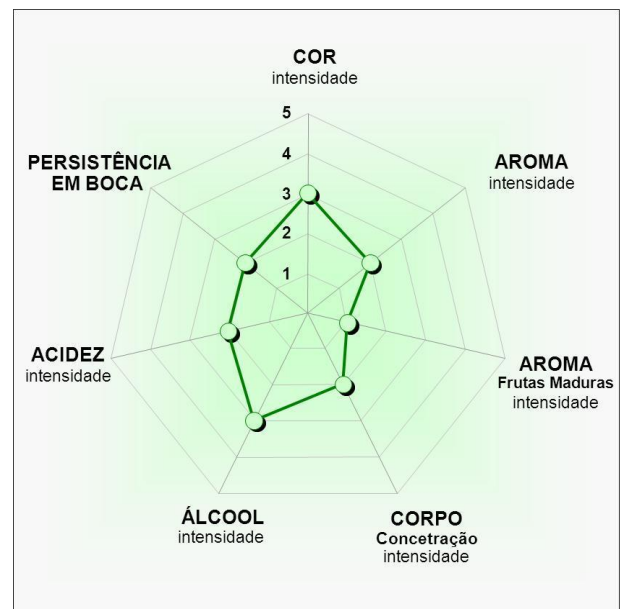 COR
intensidade
5
4
3
2
1
AROMA
intensidade
AROMA
Frutas Maduras
intensidade
CORPO
Concetração
intensidade
ÁLCOOL
intensidade
ACIDEZ
intensidade
PERSISTÊNCIA
EM BOCA